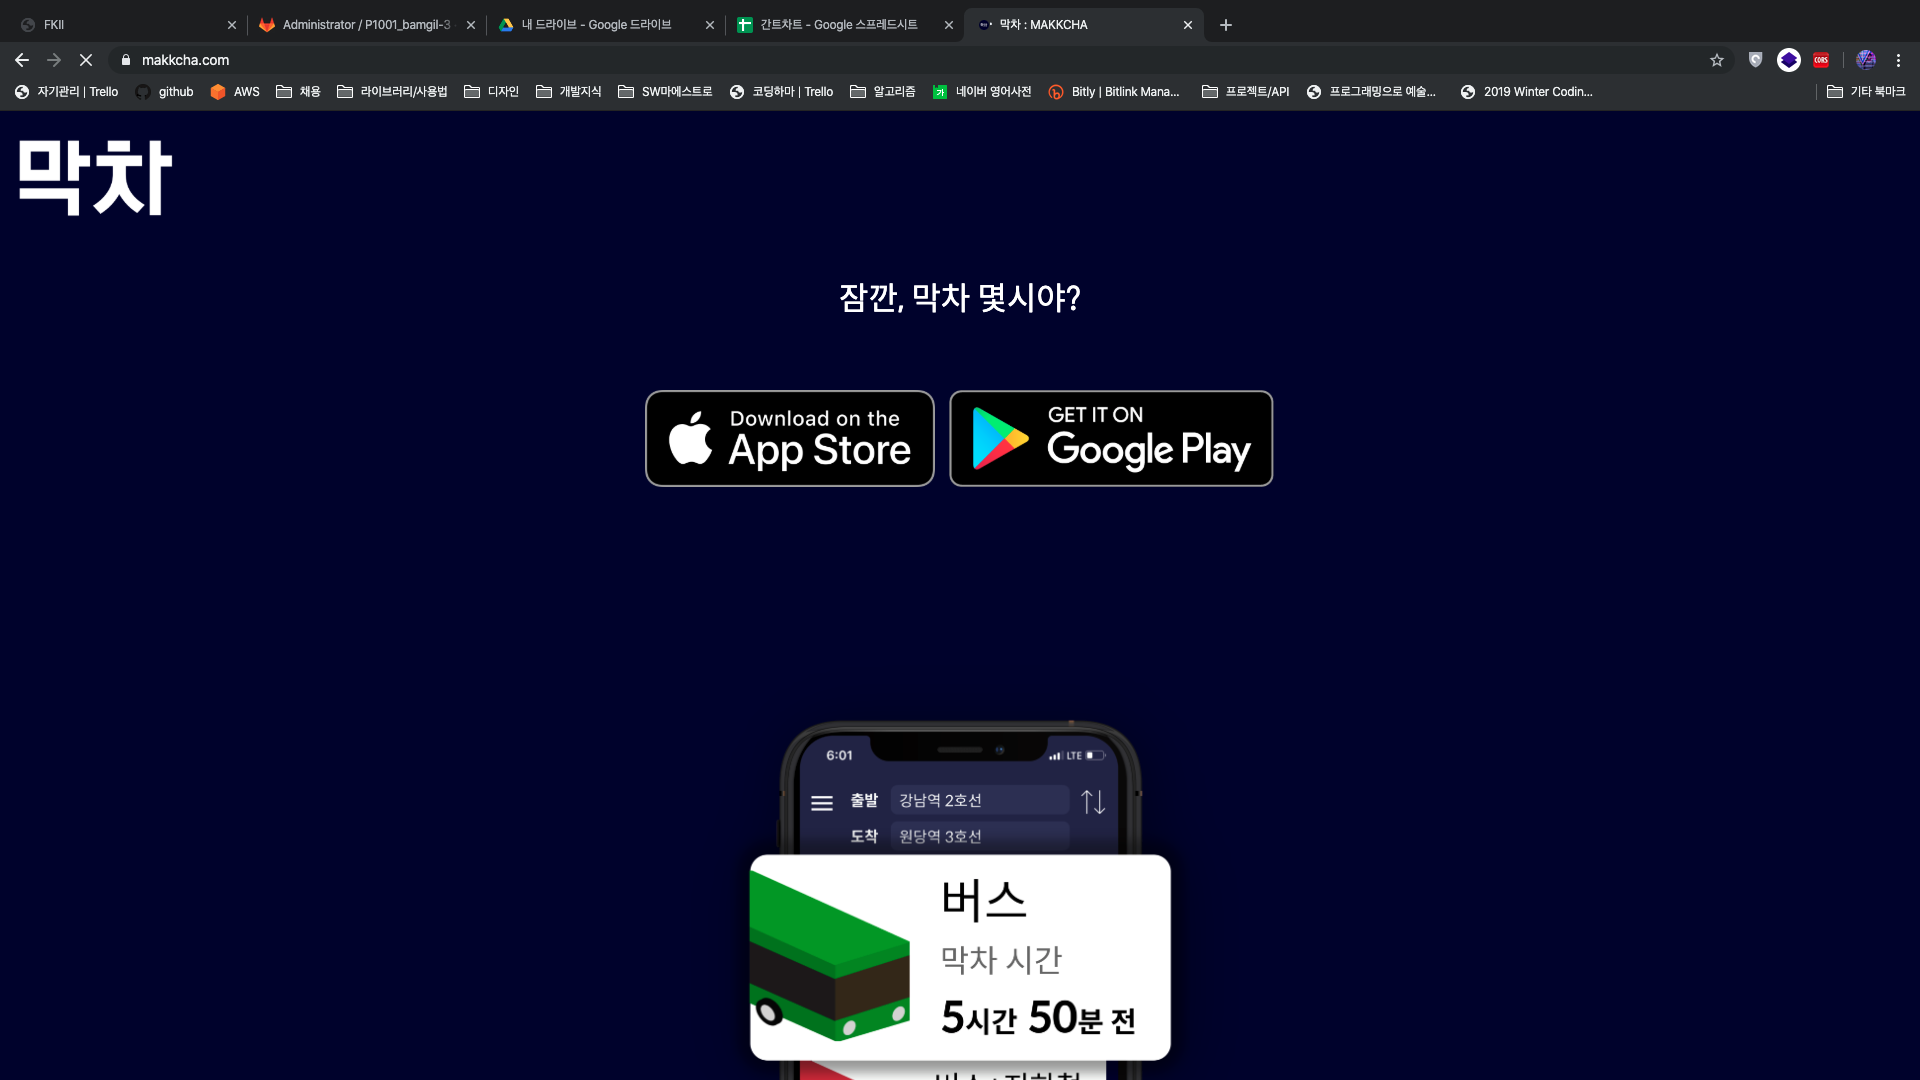 FKII
Administrator / P1001_bamgil-3
내 드라이브 - Google 드라이브
간트차트 - Google 스프레드시트
막차 : MAKKCHA
makkcha.com
CORS
자기관리 | Trello
github
AWS
채용
라이브러리/사용법
디자인
개발지식
SW마에스트로
코딩하마 | Trello
알고리즘
네이버 영어사전
Bitly | Bitlink Mana...
프로젝트/API
프로그래밍으로 예술...
2019 Winter Codin...
기타 북마크
막차
잠깐, 막차 몇시야?
Download on the
App Store
GET IT ON
Google Play
6:01
LTE
출발 강남역 2호선
도착 원당역 3호선
버스
막차 시간
5시간 50분 전